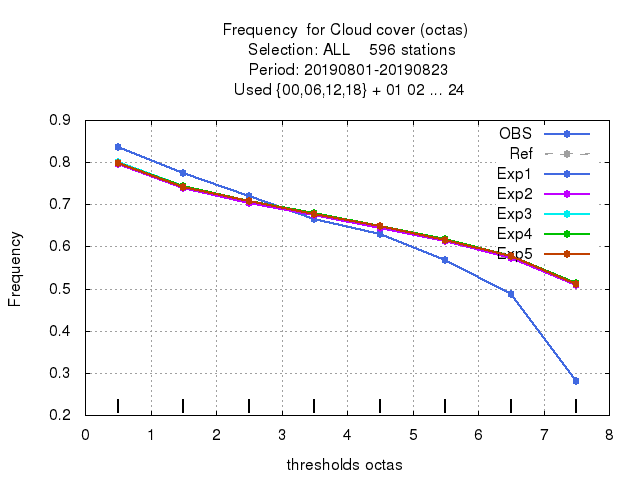 Frequency for Cloud cover (octas)
Selection: ALL 596 stations
Period: 20190801-20190823
Used {00,06,12,18} + 01 02 ... 24
0.9
0.8
0.7
0.6
0.5
0.4
0.3
0.2
Frequency
OBS
Ref
Exp1
Exp2
Exp3
Exp4
Exp5
0 1 2 3 4 5 6 7 8
thresholds octas